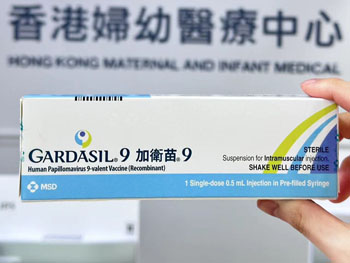 香港婦幼醫療中心
HONG KONG MATERNAL AND INFANT MEDICAL
GARDASIL®9 加衛苗®9
Human Papillomavirus 9-valent Vaccine (Recombinant)
STERILE
Suspension for Intramuscular injection.
SHAKE WELL BEFORE USE
MSD
1 Single-dose 0.5 mL Injection in Pre-filled Syringe